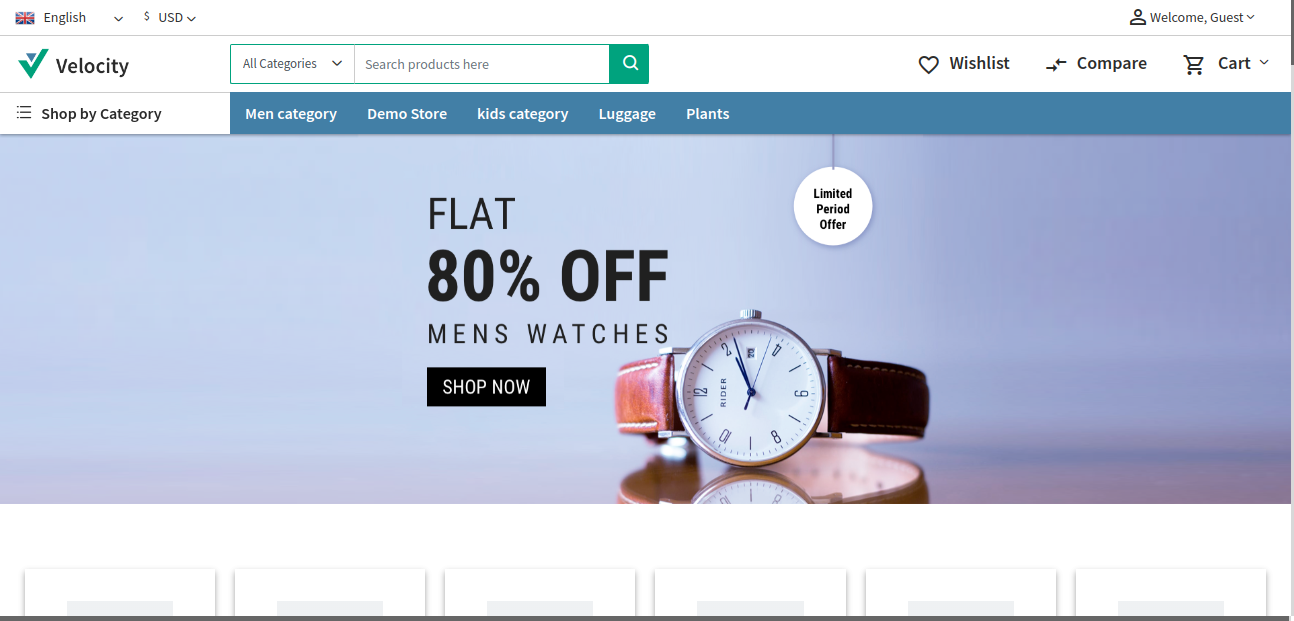 English
$ USD
Welcome, Guest
Velocity
All Categories
Search products here
Wishlist
Compare
Cart
Shop by Category
Men category
Demo Store
kids category
Luggage
Plants
Limited
Period
Offer
FLAT
80% OFF
MENS WATCHES
SHOP NOW
2
4
20
RIDER
12
6
10
8